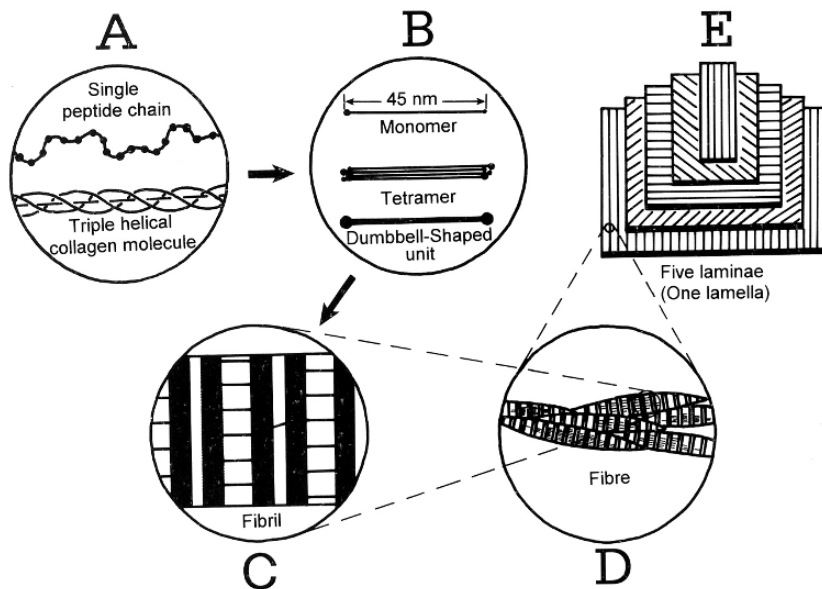 A
Single
peptide chain
Triple helical
collagen molecule
B
45 nm
Monomer
Tetramer
Dumbbell-Shaped
unit
E
Five laminae
(One lamella)
Fibril
C
Fibre
D